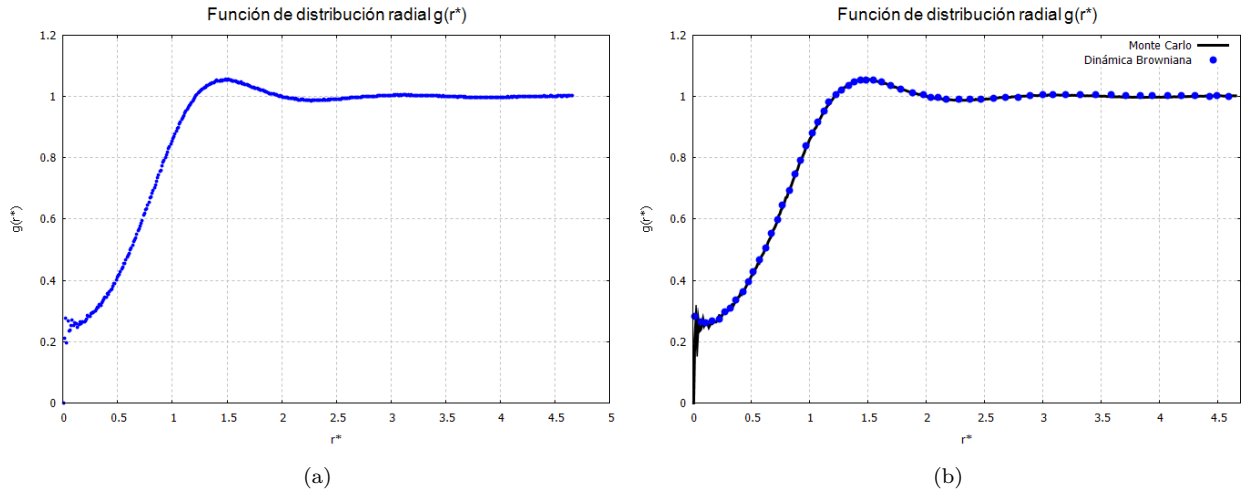 Función de distribución radial g(r*)
1.2
1
0.8
0.6
0.4
0.2
0
g(r*)
0 0.5 1 1.5 2 2.5 3 3.5 4 4.5 5
r*
(a)
Función de distribución radial g(r*)
Monte Carlo
Dinámica Browniana
1.2
1
0.8
0.6
0.4
0.2
0
g(r*)
0 0.5 1 1.5 2 2.5 3 3.5 4 4.5
r*
(b)